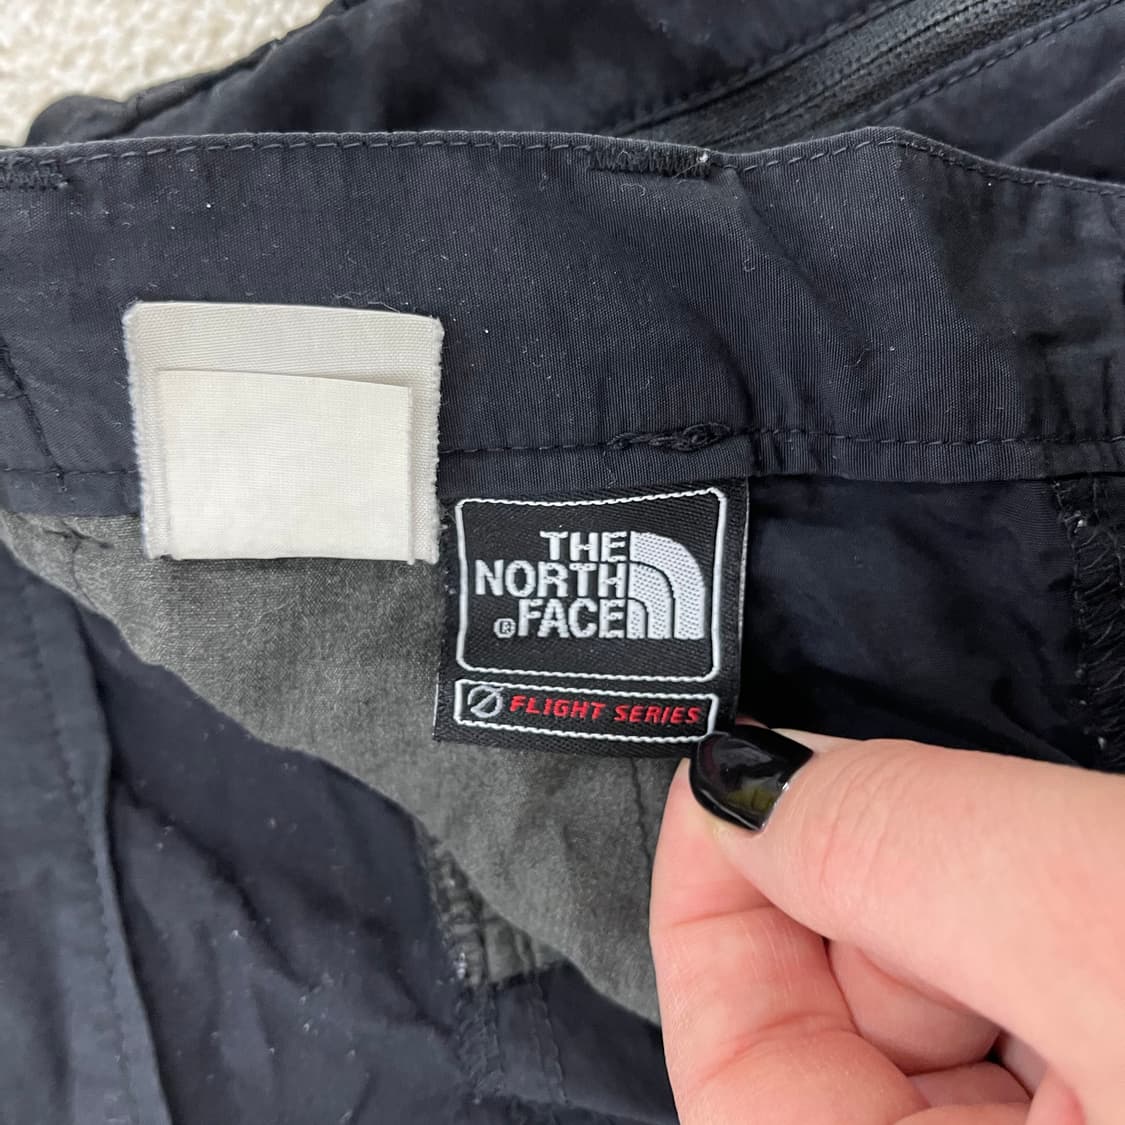 THE
NORTH
®FACE
FLIGHT SERIES